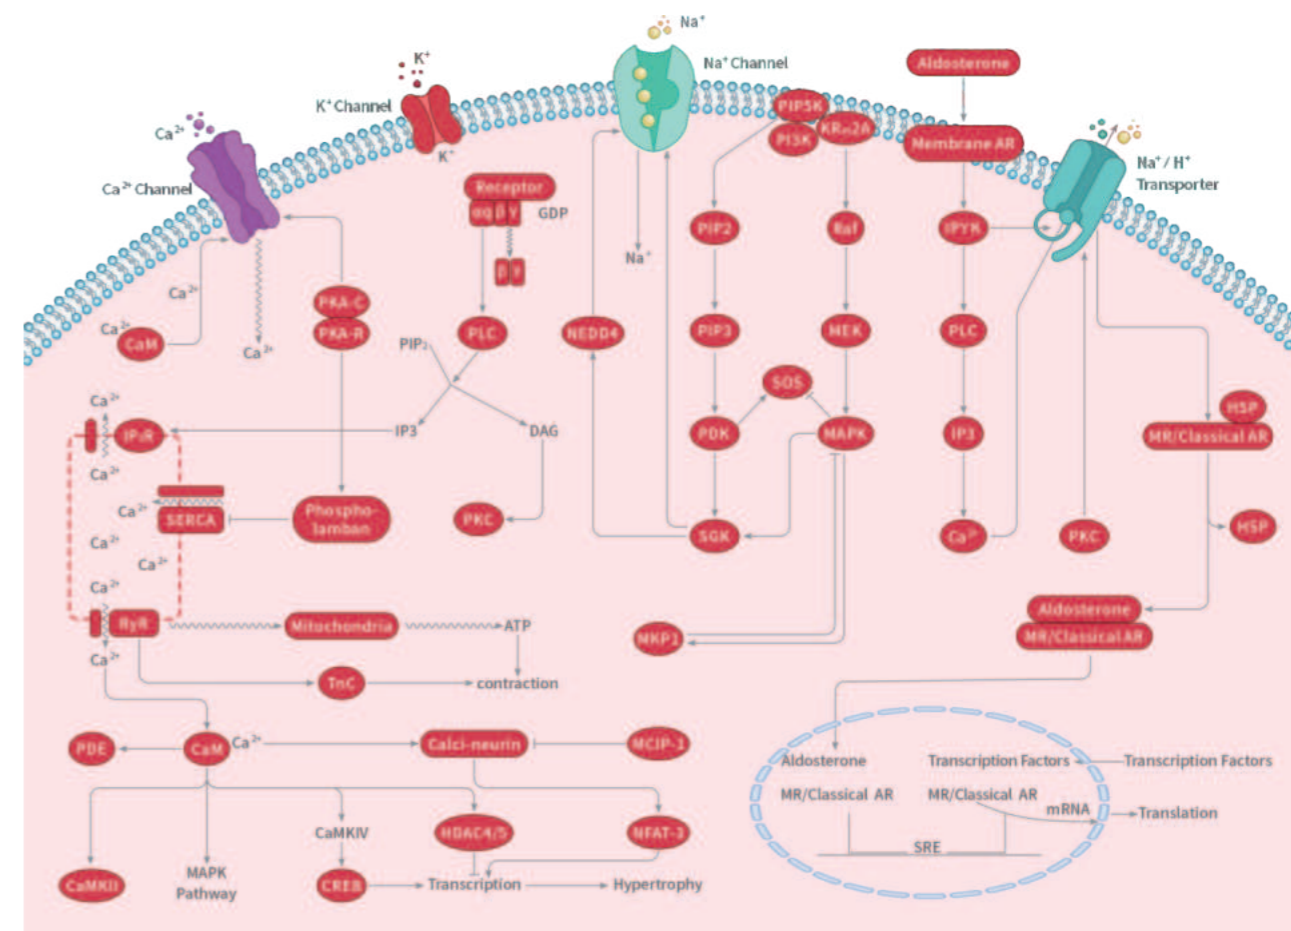 Na⁺
K⁺
Na⁺ Channel
Aldosterone
K⁺ Channel
PIP5K
Ca²⁺
PI3K
KRas2A
K⁺
Membrane AR
Na⁺ / H⁺
Transporter
Ca²⁺ Channel
Receptor
αq β γ
GDP
PIP2
Raf
IPYK
Na⁺
β γ
Ca²⁺
PKA-C
PKA-R
Ca²⁺
CaM
Ca²⁺
PIP₂
PLC
NEDD4
PIP3
MEK
PLC
SOS
Ca²⁺
HSP
IP₃R
IP3
DAG
PDK
MAPK
IP3
MR/Classical AR
Ca²⁺
Ca²⁺
SERCA
Phospho-
lamban
PKC
SGK
Ca²⁺
PKC
HSP
Ca²⁺
Ca²⁺
Ca²⁺
RyR
Mitochondria
ATP
MKP1
Aldosterone
MR/Classical AR
Ca²⁺
TnC
contraction
PDE
CaM
Ca²⁺
Calci-neurin
MCIP-1
Aldosterone
Transcription Factors
Transcription Factors
MR/Classical AR
MR/Classical AR
mRNA
Translation
CaMKIV
HDAC4/5
NFAT-3
SRE
CaMKII
MAPK
Pathway
CREB
Transcription
Hypertrophy